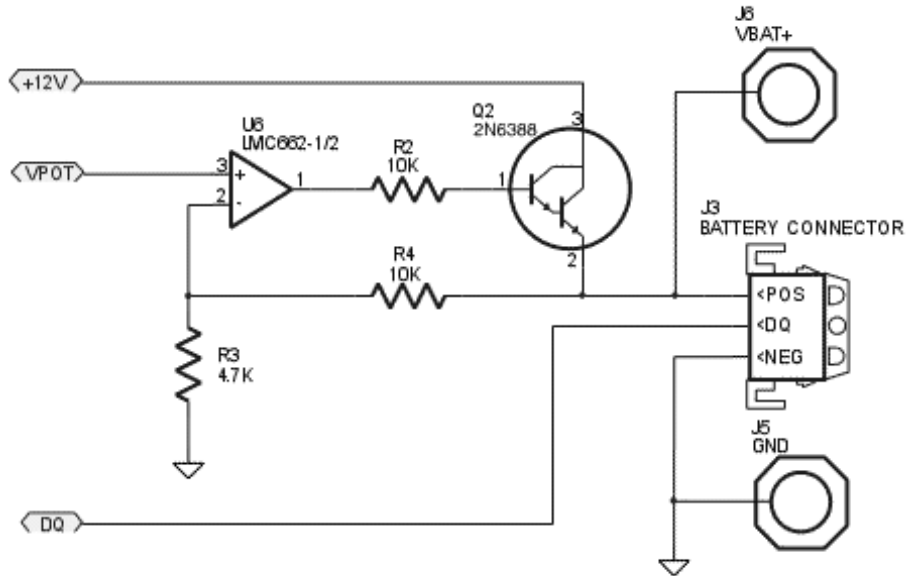 J6
VBAT+
+12V
Q2
2N6388
3
U6
LMC662-1/2
R2
10K
VPOT
3
+
1
1
2
-
J3
BATTERY CONNECTOR
R4
10K
2
<POS
<DQ
<NEG
R3
4.7K
J5
GND
DQ